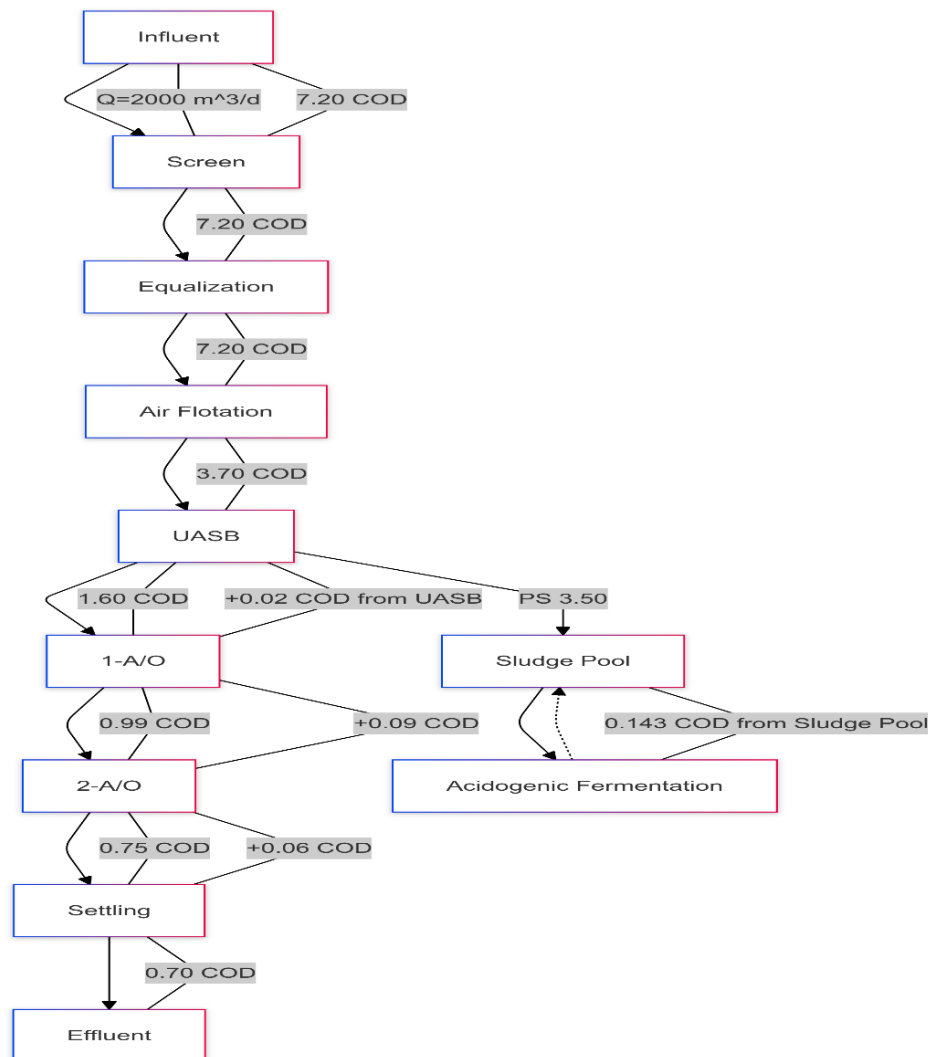 Influent
Q=2000 m^3/d
7.20 COD
Screen
7.20 COD
Equalization
7.20 COD
Air Flotation
3.70 COD
UASB
1.60 COD
+0.02 COD from UASB
PS 3.50
1-A/O
Sludge Pool
0.99 COD
+0.09 COD
0.143 COD from Sludge Pool
2-A/O
Acidogenic Fermentation
0.75 COD
+0.06 COD
Settling
0.70 COD
Effluent